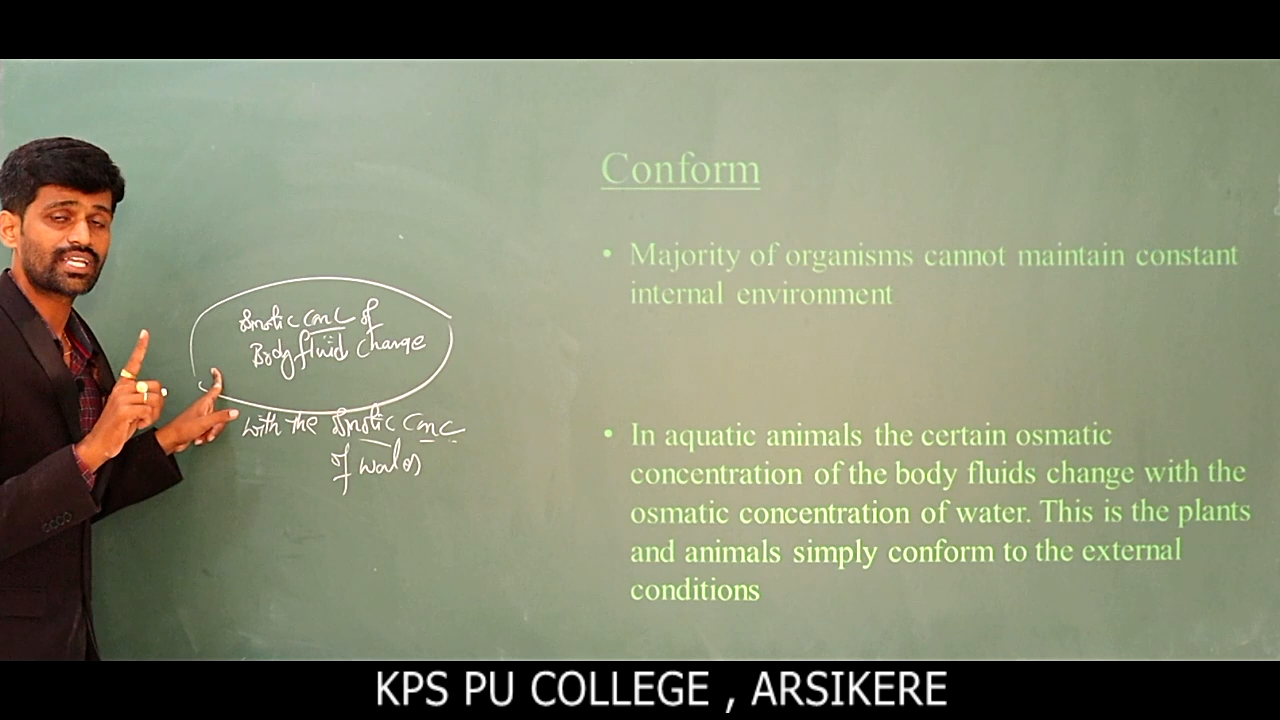 Conform
• Majority of organisms cannot maintain constant
internal environment
• In aquatic animals the certain osmatic
concentration of the body fluids change with the
osmatic concentration of water. This is the plants
and animals simply conform to the external
conditions
Osmotic conc of
Body fluid change
with the Osmotic conc
of water
KPS PU COLLEGE , ARSIKERE